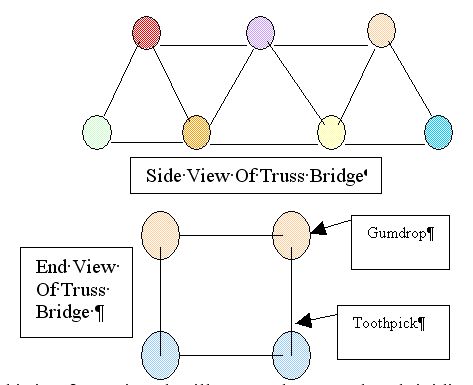 Side·View·Of Truss·Bridge¶
Gumdrop¶
End·View·
Of·Truss·
Bridge·¶
Toothpick¶